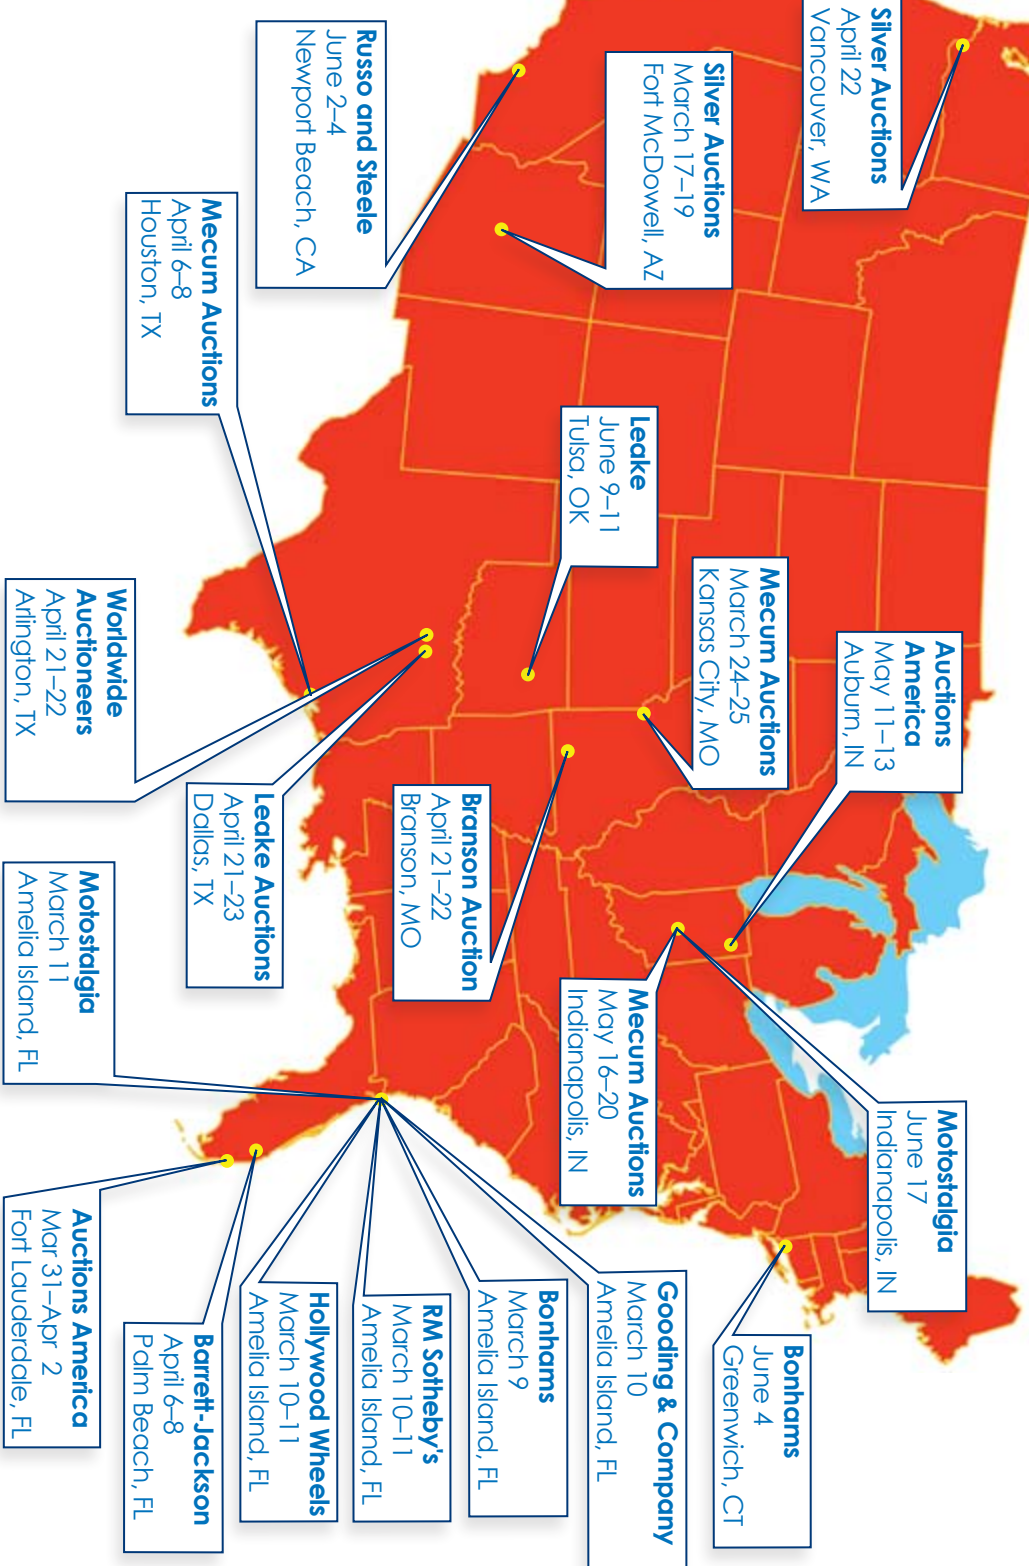 Silver Auctions
April 22
Vancouver, WA
Silver Auctions
March 17–19
Fort McDowell, AZ
Russo and Steele
June 2–4
Newport Beach, CA
Mecum Auctions
April 6–8
Houston, TX
Leake
June 9–11
Tulsa, OK
Mecum Auctions
March 24–25
Kansas City, MO
Auctions
America
May 11–13
Auburn, IN
Worldwide
Auctioneers
April 21–22
Arlington, TX
Leake Auctions
April 21–23
Dallas, TX
Branson Auction
April 21–22
Branson, MO
Mecum Auctions
May 16–20
Indianapolis, IN
Motostalgia
June 17
Indianapolis, IN
Motostalgia
March 11
Amelia Island, FL
Bonhams
June 4
Greenwich, CT
Gooding & Company
March 10
Amelia Island, FL
Bonhams
March 9
Amelia Island, FL
RM Sotheby's
March 10–11
Amelia Island, FL
Hollywood Wheels
March 10–11
Amelia Island, FL
Barrett-Jackson
April 6–8
Palm Beach, FL
Auctions America
Mar 31–Apr 2
Fort Lauderdale, FL